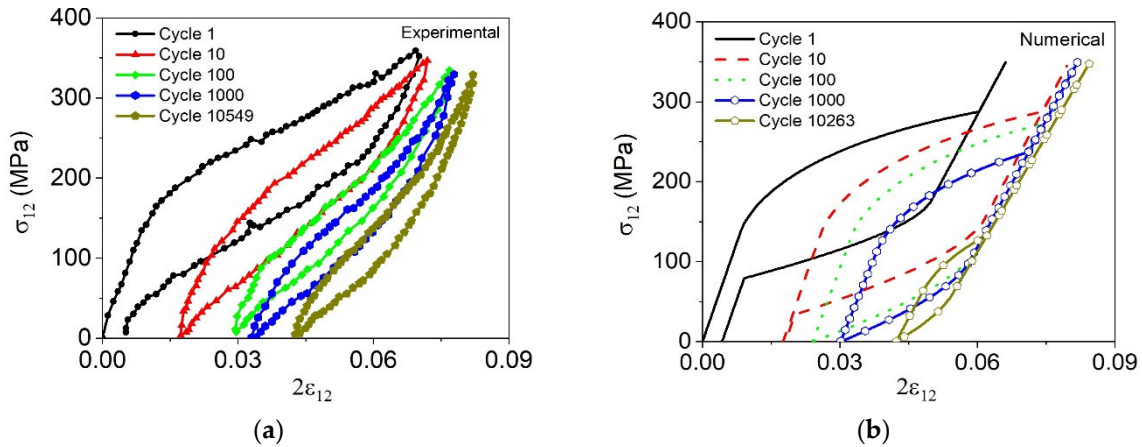 400
300
200
100
0
σ₁₂ (MPa)
Cycle 1
Cycle 10
Cycle 100
Cycle 1000
Cycle 10549
Experimental
0.00 0.03 0.06 0.09
2ε₁₂
(a)
400
300
200
100
0
σ₁₂ (MPa)
Cycle 1
Cycle 10
Cycle 100
Cycle 1000
Cycle 10263
Numerical
0.00 0.03 0.06 0.09
2ε₁₂
(b)